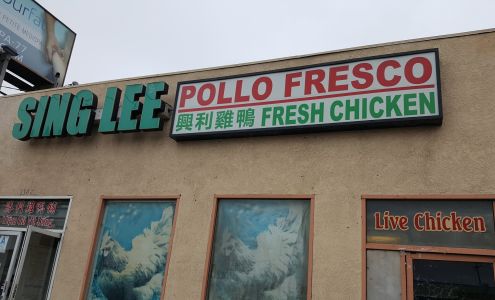 SING LEE
POLLO FRESCO
興利雞鴨 FRESH CHICKEN
Live Chicken